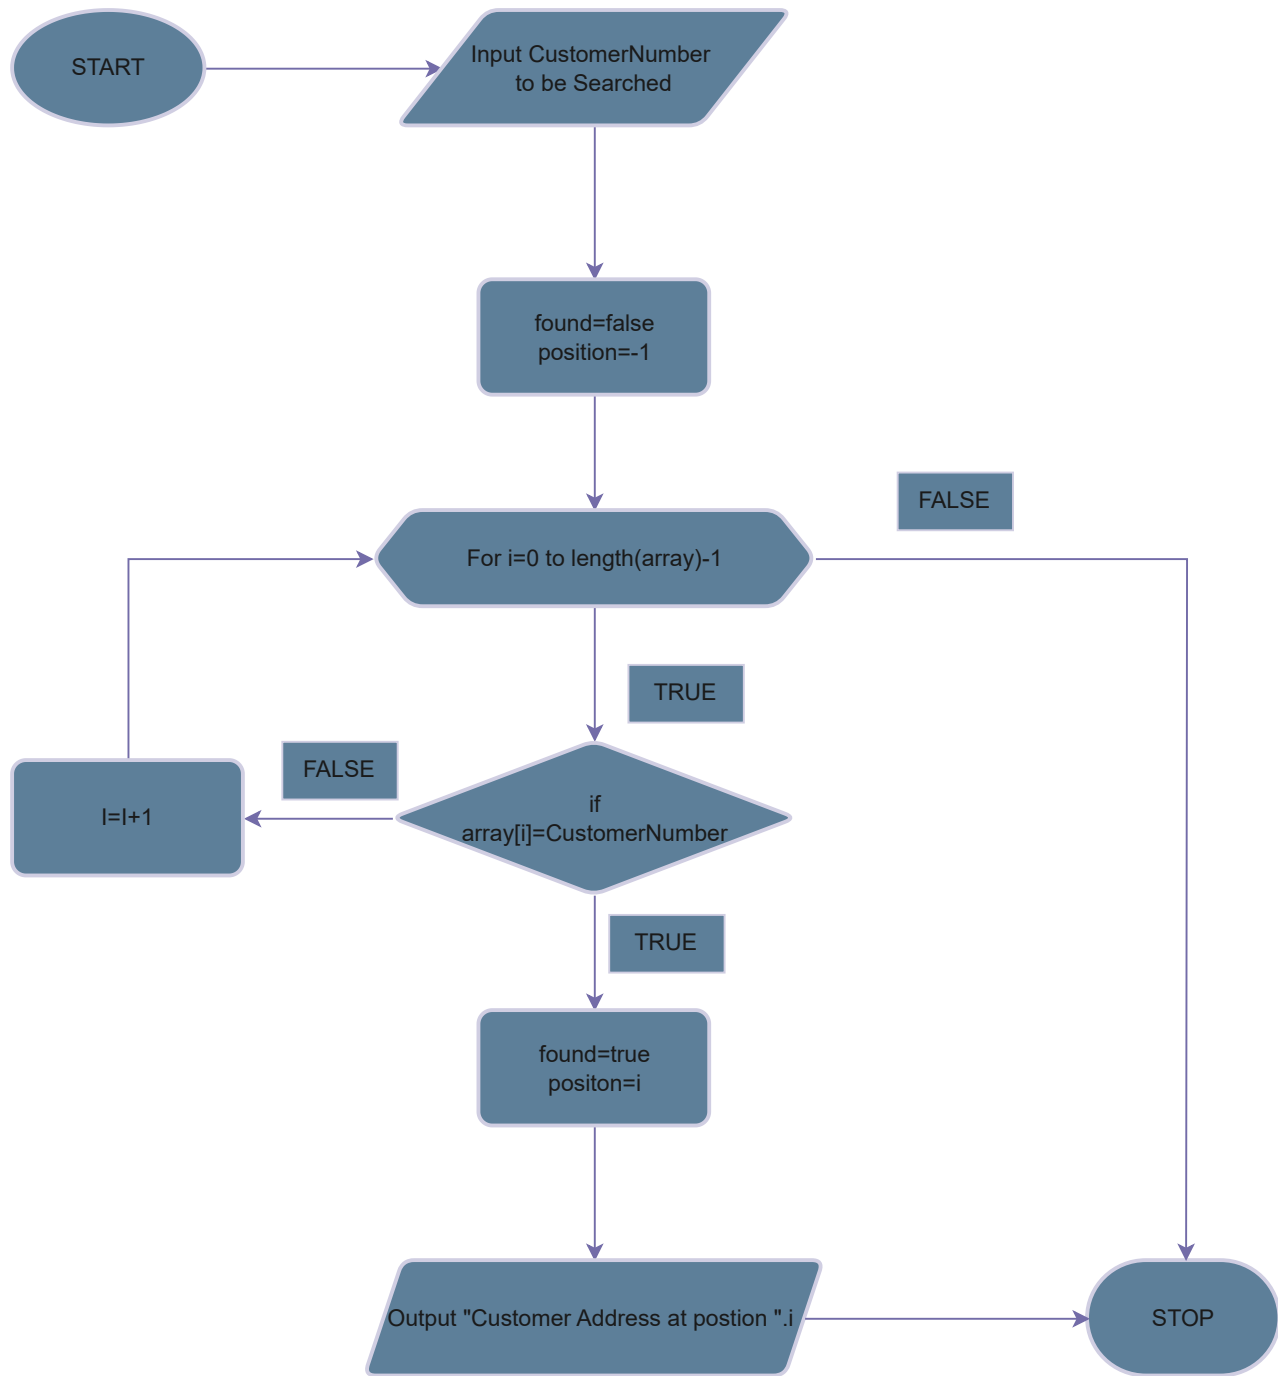 START
Input CustomerNumber
to be Searched
found=false
position=-1
FALSE
For i=0 to length(array)-1
TRUE
FALSE
I=I+1
if
array[i]=CustomerNumber
TRUE
found=true
positon=i
Output "Customer Address at postion ".i
STOP